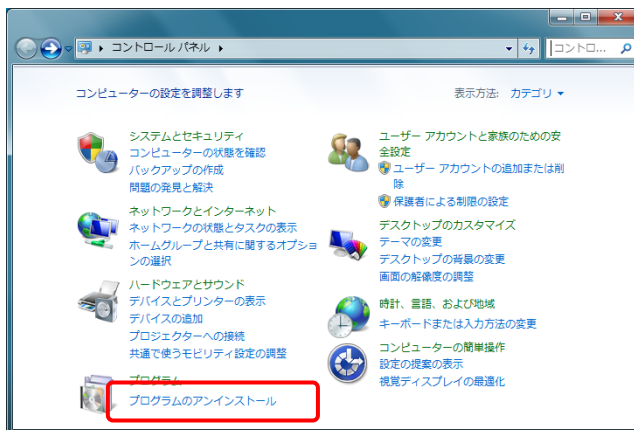 コントロール パネル
コントロ...
コンピューターの設定を調整します
表示方法: カテゴリ
システムとセキュリティ
コンピューターの状態を確認
バックアップの作成
問題の発見と解決
ネットワークとインターネット
ネットワークの状態とタスクの表示
ホームグループと共有に関するオプショ
ンの選択
ハードウェアとサウンド
デバイスとプリンターの表示
デバイスの追加
プロジェクターへの接続
共通で使うモビリティ設定の調整
プログラム
プログラムのアンインストール
ユーザー アカウントと家族のための安
全設定
ユーザー アカウントの追加または削
除
保護者による制限の設定
デスクトップのカスタマイズ
テーマの変更
デスクトップの背景の変更
画面の解像度の調整
時計、言語、および地域
キーボードまたは入力方法の変更
コンピューターの簡単操作
設定の提案の表示
視覚ディスプレイの最適化